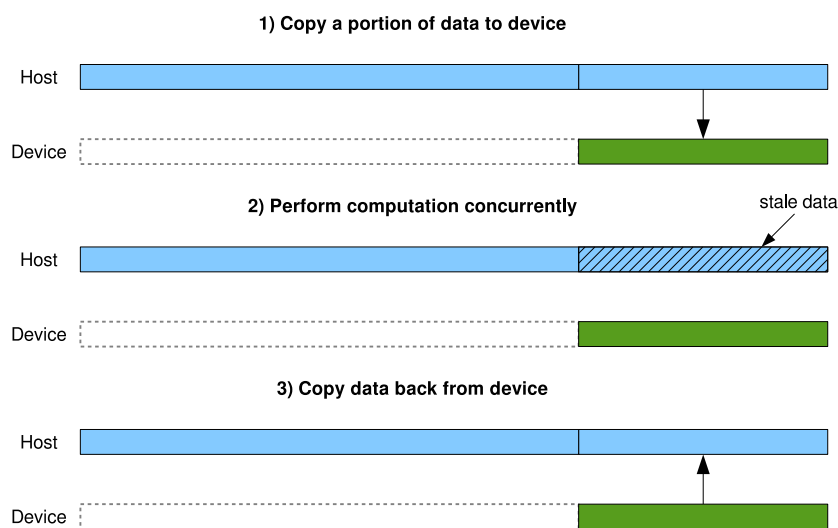 1) Copy a portion of data to device
Host
Device
2) Perform computation concurrently
stale data
Host
Device
3) Copy data back from device
Host
Device